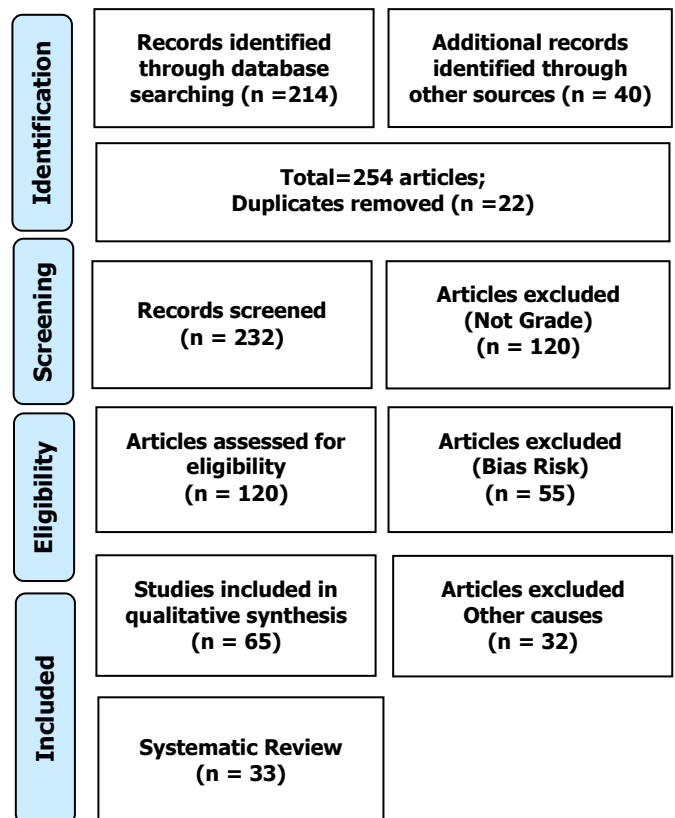 Identification
Records identified
through database
searching (n =214)
Additional records
identified through
other sources (n = 40)
Total=254 articles;
Duplicates removed (n =22)
Screening
Records screened
(n = 232)
Articles excluded
(Not Grade)
(n = 120)
Eligibility
Articles assessed for
eligibility
(n = 120)
Articles excluded
(Bias Risk)
(n = 55)
Included
Studies included in
qualitative synthesis
(n = 65)
Articles excluded
Other causes
(n = 32)
Systematic Review
(n = 33)